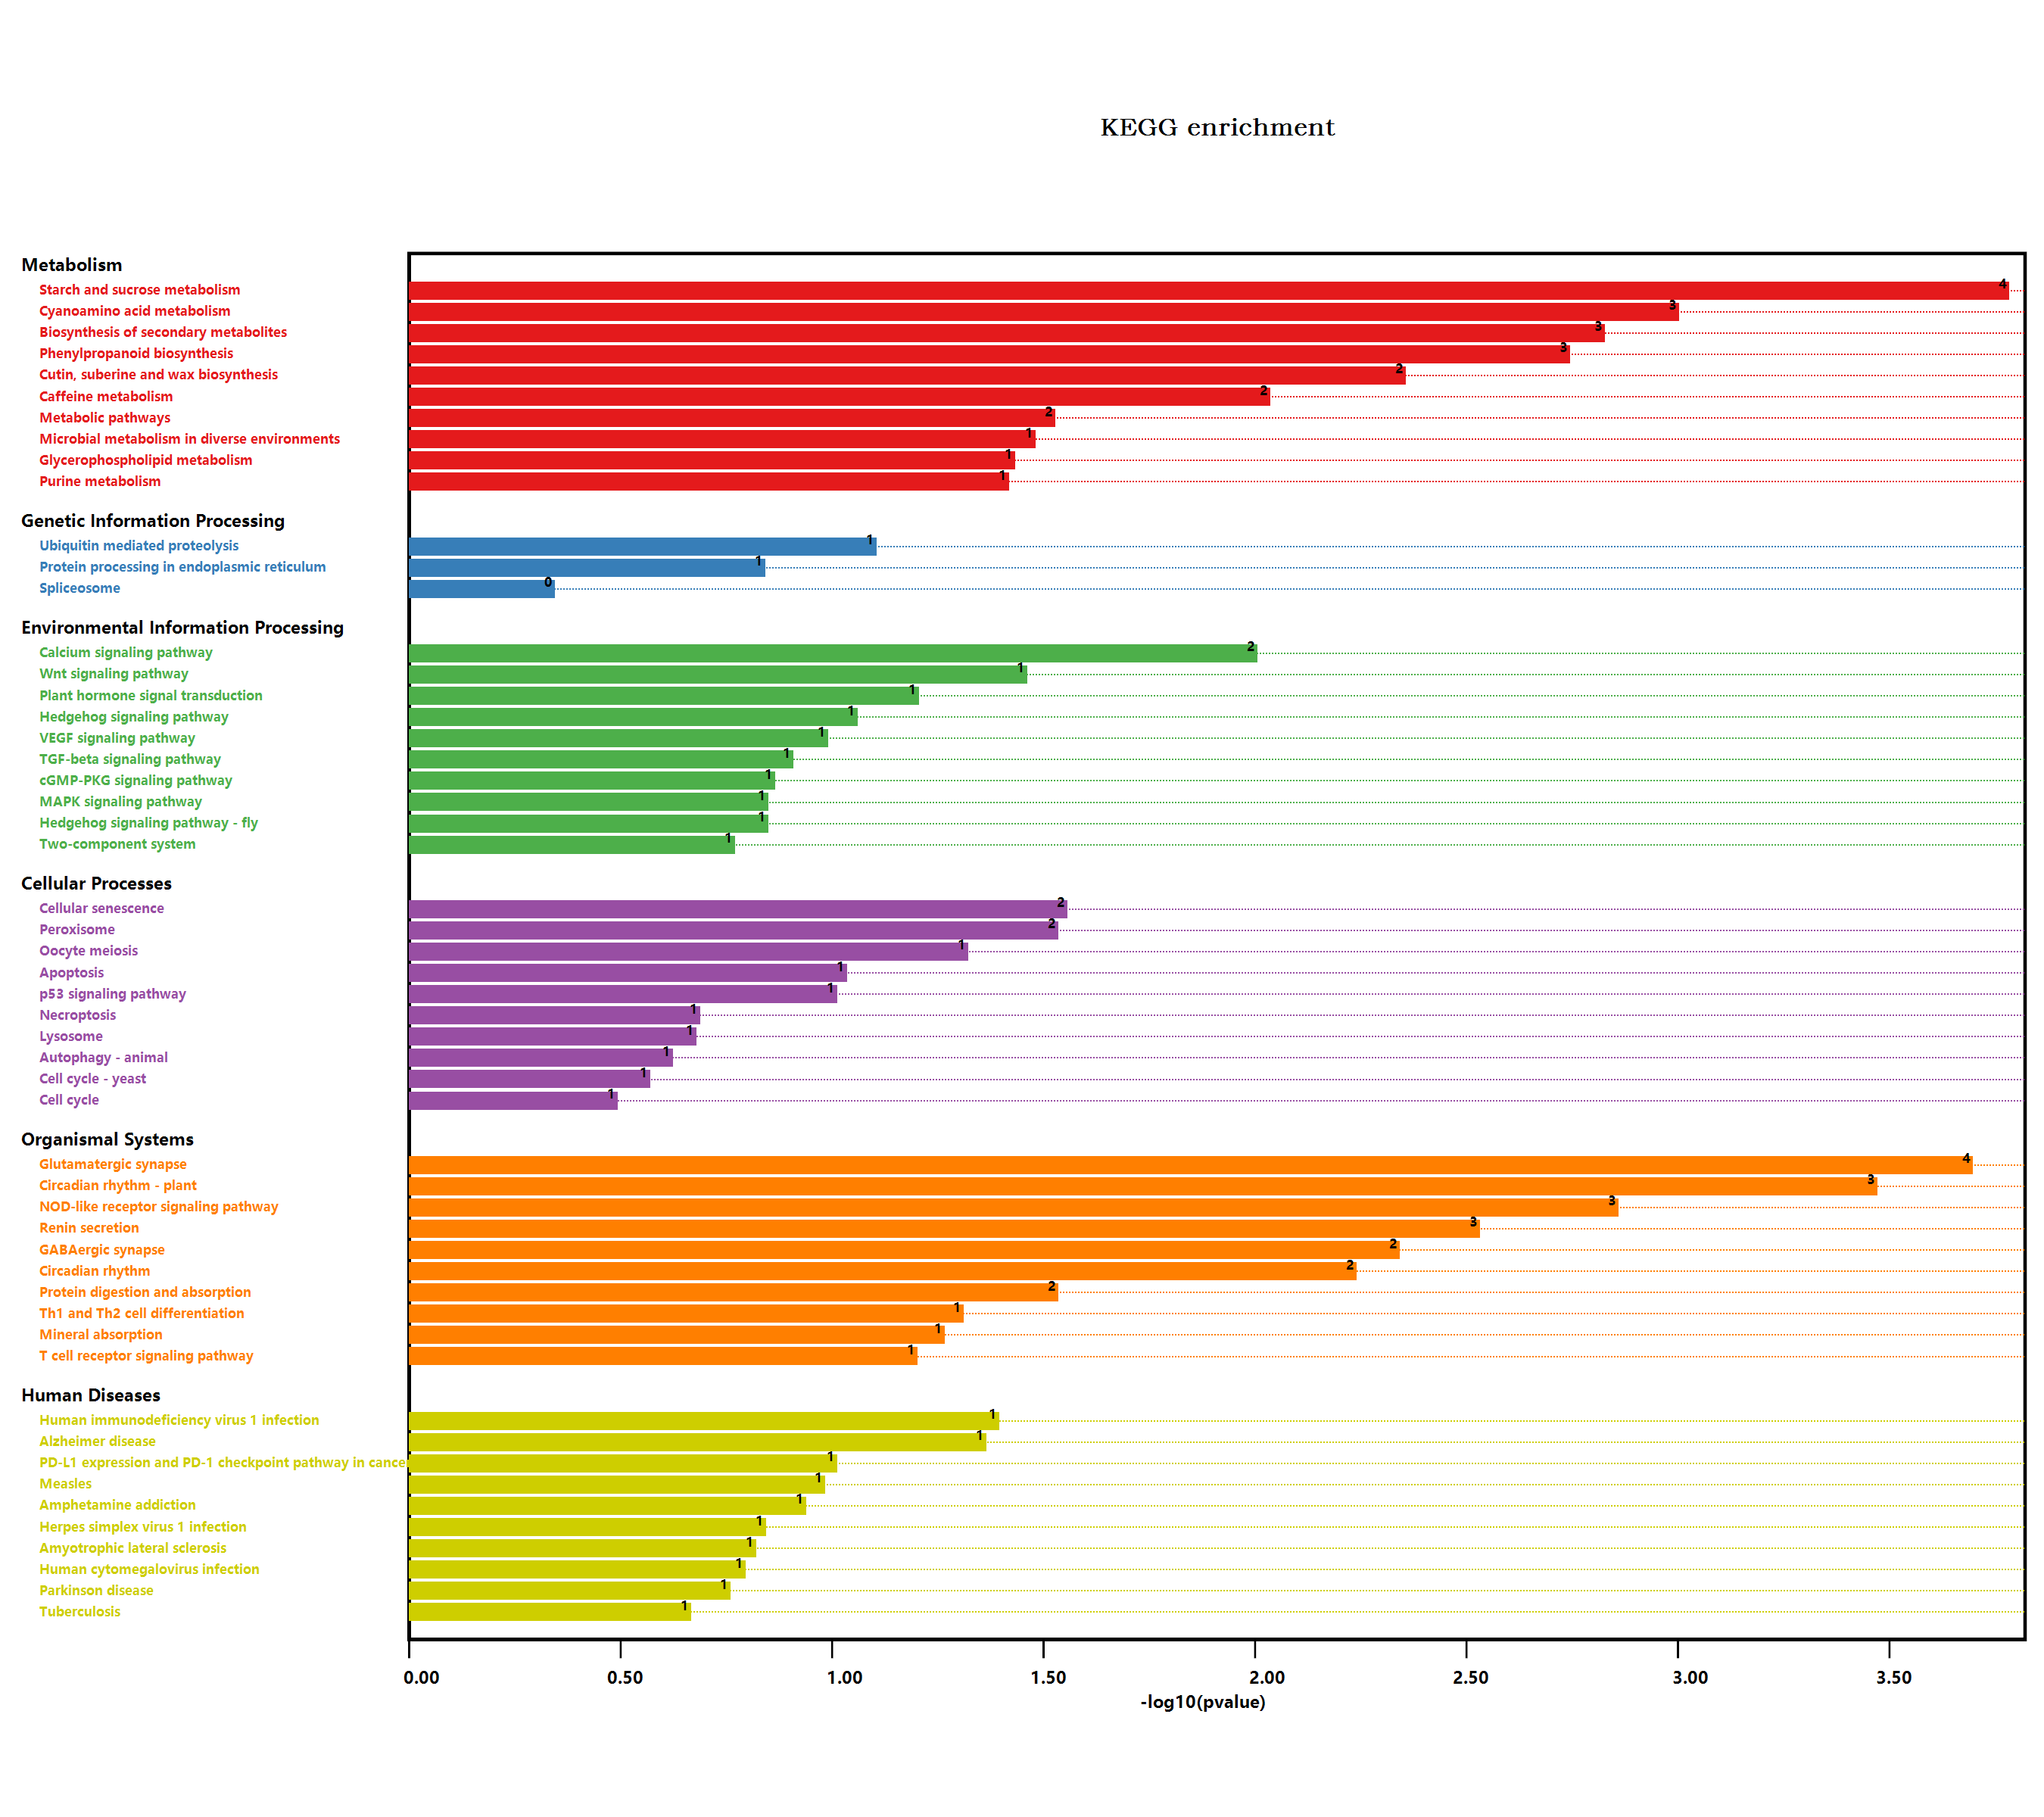 KEGG enrichment
Metabolism
Starch and sucrose metabolism 4
Cyanoamino acid metabolism 3
Biosynthesis of secondary metabolites 3
Phenylpropanoid biosynthesis 3
Cutin, suberine and wax biosynthesis 2
Caffeine metabolism 2
Metabolic pathways 2
Microbial metabolism in diverse environments 1
Glycerophospholipid metabolism 1
Purine metabolism 1
Genetic Information Processing
Ubiquitin mediated proteolysis 1
Protein processing in endoplasmic reticulum 1
Spliceosome 0
Environmental Information Processing
Calcium signaling pathway 2
Wnt signaling pathway 1
Plant hormone signal transduction 1
Hedgehog signaling pathway 1
VEGF signaling pathway 1
TGF-beta signaling pathway 1
cGMP-PKG signaling pathway 1
MAPK signaling pathway 1
Hedgehog signaling pathway - fly 1
Two-component system 1
Cellular Processes
Cellular senescence 2
Peroxisome 2
Oocyte meiosis 1
Apoptosis 1
p53 signaling pathway 1
Necroptosis 1
Lysosome 1
Autophagy - animal 1
Cell cycle - yeast 1
Cell cycle 1
Organismal Systems
Glutamatergic synapse 4
Circadian rhythm - plant 3
NOD-like receptor signaling pathway 3
Renin secretion 3
GABAergic synapse 2
Circadian rhythm 2
Protein digestion and absorption 2
Th1 and Th2 cell differentiation 1
Mineral absorption 1
T cell receptor signaling pathway 1
Human Diseases
Human immunodeficiency virus 1 infection 1
Alzheimer disease 1
PD-L1 expression and PD-1 checkpoint pathway in cance 1
Measles 1
Amphetamine addiction 1
Herpes simplex virus 1 infection 1
Amyotrophic lateral sclerosis 1
Human cytomegalovirus infection 1
Parkinson disease 1
Tuberculosis 1
0.00 0.50 1.00 1.50 2.00 2.50 3.00 3.50
-log10(pvalue)